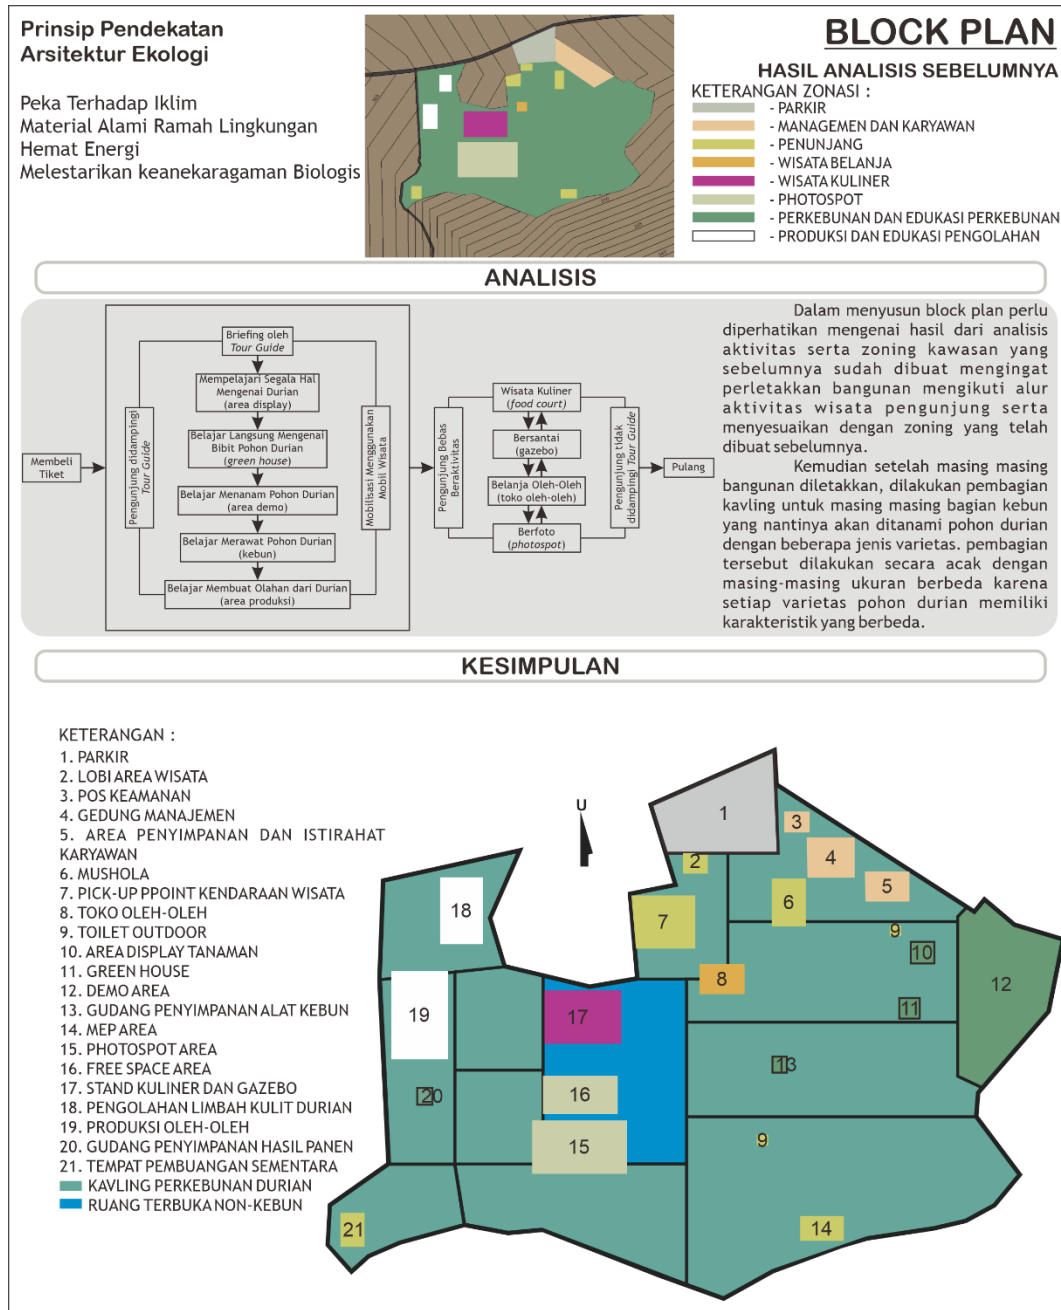 Prinsip Pendekatan
Arsitektur Ekologi
Peka Terhadap Iklim
Material Alami Ramah Lingkungan
Hemat Energi
Melestarikan keanekaragaman Biologis
BLOCK PLAN
HASIL ANALISIS SEBELUMNYA
KETERANGAN ZONASI :
- PARKIR
- MANAGEMEN DAN KARYAWAN
- PENUNJANG
- WISATA BELANJA
- WISATA KULINER
- PHOTOSPOT
- PERKEBUNAN DAN EDUKASI PERKEBUNAN
- PRODUKSI DAN EDUKASI PENGOLAHAN
ANALISIS
Membeli
Tiket
Pengunjung didampingi
Tour Guide
Briefing oleh
Tour Guide
Mempelajari Segala Hal
Mengenai Durian
(area display)
Belajar Langsung Mengenai
Bibit Pohon Durian
(green house)
Belajar Menanam Pohon Durian
(area demo)
Belajar Merawat Pohon Durian
(kebun)
Belajar Membuat Olahan dari Durian
(area produksi)
Mobilisasi Menggunakan
Mobil Wisata
Pengunjung Bebas
Beraktivitas
Wisata Kuliner
(food court)
Bersantai
(gazebo)
Belanja Oleh-Oleh
(toko oleh-oleh)
Berfoto
(photospot)
Pengunjung tidak
didampingi Tour Guide
Pulang
Dalam menyusun block plan perlu
diperhatikan mengenai hasil dari analisis
aktivitas serta zoning kawasan yang
sebelumnya sudah dibuat mengingat
perletakkan bangunan mengikuti alur
aktivitas wisata pengunjung serta
menyesuaikan dengan zoning yang telah
dibuat sebelumnya.
Kemudian setelah masing masing
bangunan diletakkan, dilakukan pembagian
kavling untuk masing masing bagian kebun
yang nantinya akan ditanami pohon durian
dengan beberapa jenis varietas. pembagian
tersebut dilakukan secara acak dengan
masing-masing ukuran berbeda karena
setiap varietas pohon durian memiliki
karakteristik yang berbeda.
KESIMPULAN
KETERANGAN :
1. PARKIR
2. LOBI AREA WISATA
3. POS KEAMANAN
4. GEDUNG MANAJEMEN
5. AREA PENYIMPANAN DAN ISTIRAHAT
KARYAWAN
6. MUSHOLA
7. PICK-UP PPOINT KENDARAAN WISATA
8. TOKO OLEH-OLEH
9. TOILET OUTDOOR
10. AREA DISPLAY TANAMAN
11. GREEN HOUSE
12. DEMO AREA
13. GUDANG PENYIMPANAN ALAT KEBUN
14. MEP AREA
15. PHOTOSPOT AREA
16. FREE SPACE AREA
17. STAND KULINER DAN GAZEBO
18. PENGOLAHAN LIMBAH KULIT DURIAN
19. PRODUKSI OLEH-OLEH
20. GUDANG PENYIMPANAN HASIL PANEN
21. TEMPAT PEMBUANGAN SEMENTARA
KAVLING PERKEBUNAN DURIAN
RUANG TERBUKA NON-KEBUN
U
1
2
3
4
5
6
7
8
9
10
11
12
13
9
14
15
16
17
18
19
20
21